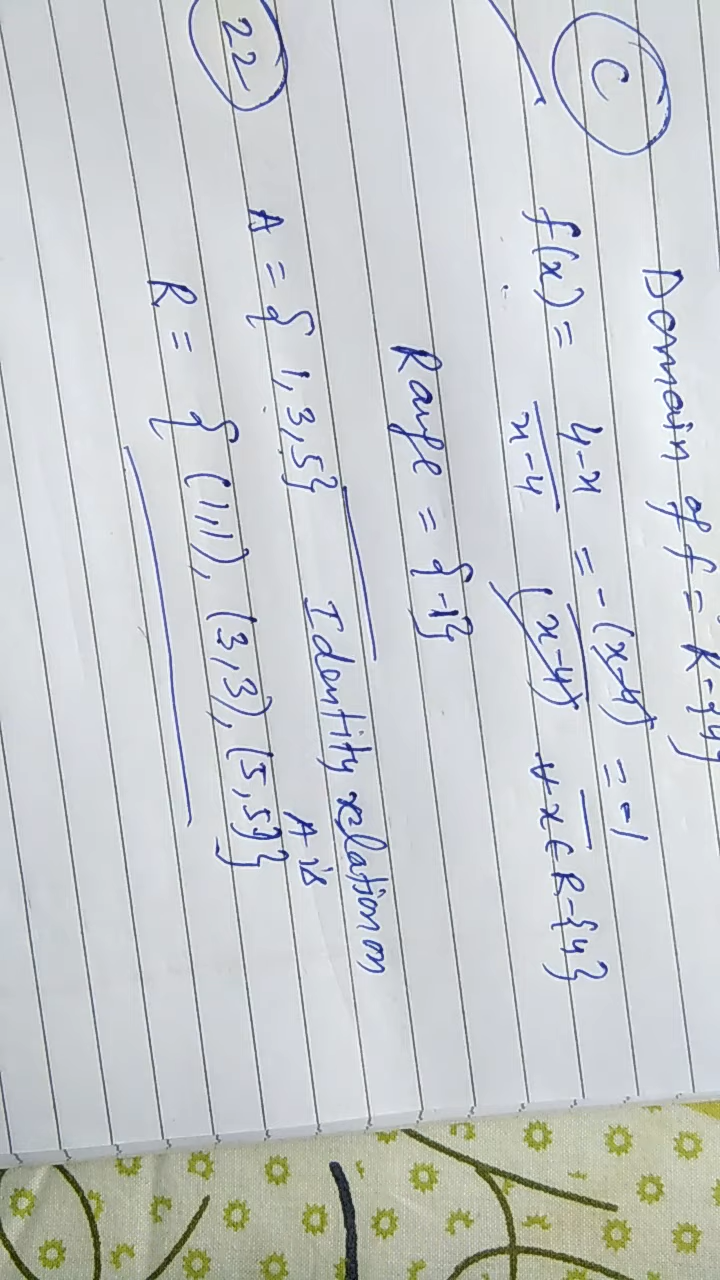 Domain of f = R-{4}
(C) f(x) = 4-x / x-4 = -(x-4) / (x-4) = -1 ∀ x ∈ R-{4}
Range = {-1}
(22) A = {1,3,5} Identity relation on
A is
R = { (1,1), (3,3), (5,5)}